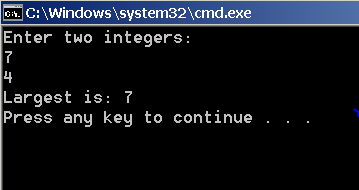 C:\Windows\system32\cmd.exe
Enter two integers:
7
4
Largest is: 7
Press any key to continue . . .